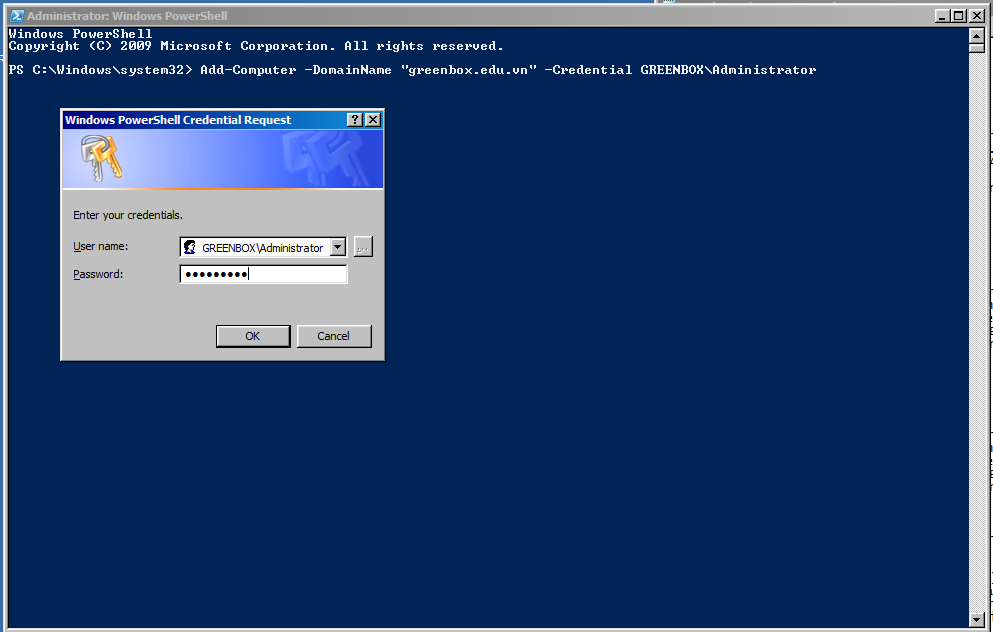 Administrator: Windows PowerShell
Windows PowerShell
Copyright (C) 2009 Microsoft Corporation. All rights reserved.
PS C:\Windows\system32> Add-Computer -DomainName "greenbox.edu.vn" -Credential GREENBOX\Administrator
Windows PowerShell Credential Request
Enter your credentials.
User name: GREENBOX\Administrator ...
Password: •••••••••
OK Cancel